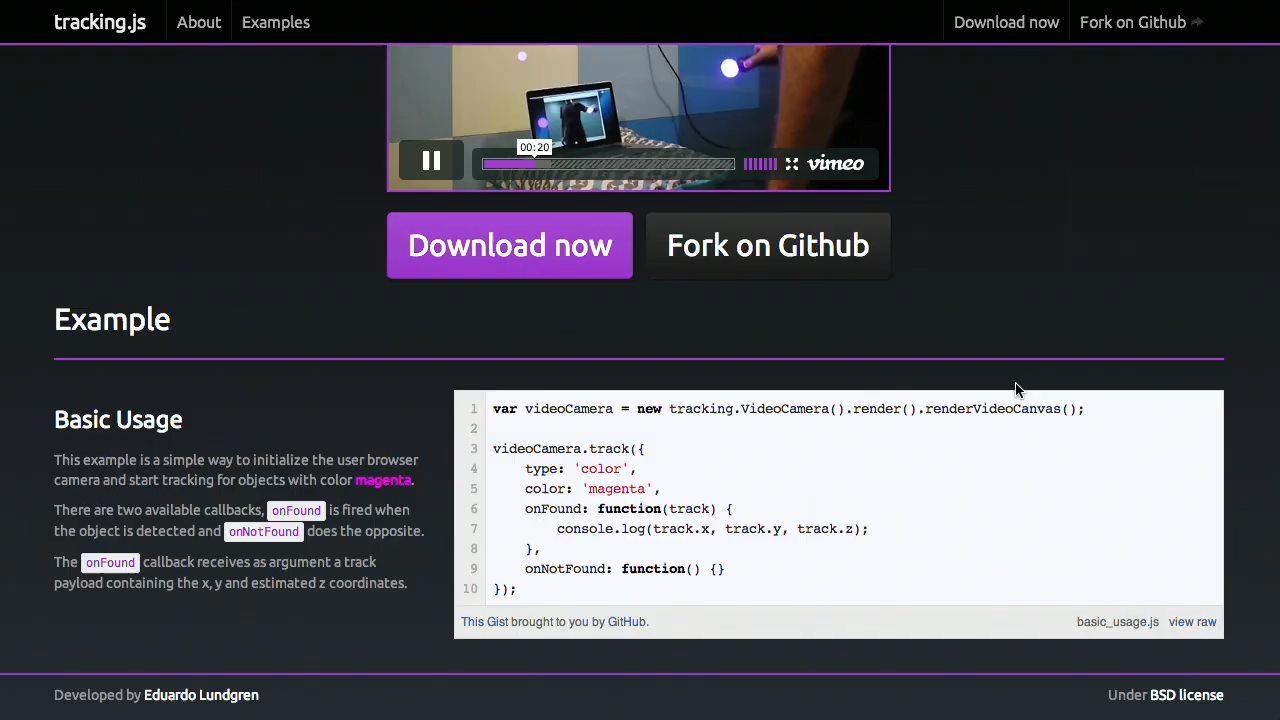 tracking.js About Examples Download now Fork on Github
00:20
vimeo
Download now Fork on Github
Example
Basic Usage
This example is a simple way to initialize the user browser
camera and start tracking for objects with color magenta.
There are two available callbacks, onFound is fired when
the object is detected and onNotFound does the opposite.
The onFound callback receives as argument a track
payload containing the x, y and estimated z coordinates.
1 var videoCamera = new tracking.VideoCamera().render().renderVideoCanvas();
2
3 videoCamera.track({
4     type: 'color',
5     color: 'magenta',
6     onFound: function(track) {
7         console.log(track.x, track.y, track.z);
8     },
9     onNotFound: function() {}
10 });
This Gist brought to you by GitHub. basic_usage.js view raw
Developed by Eduardo Lundgren Under BSD license